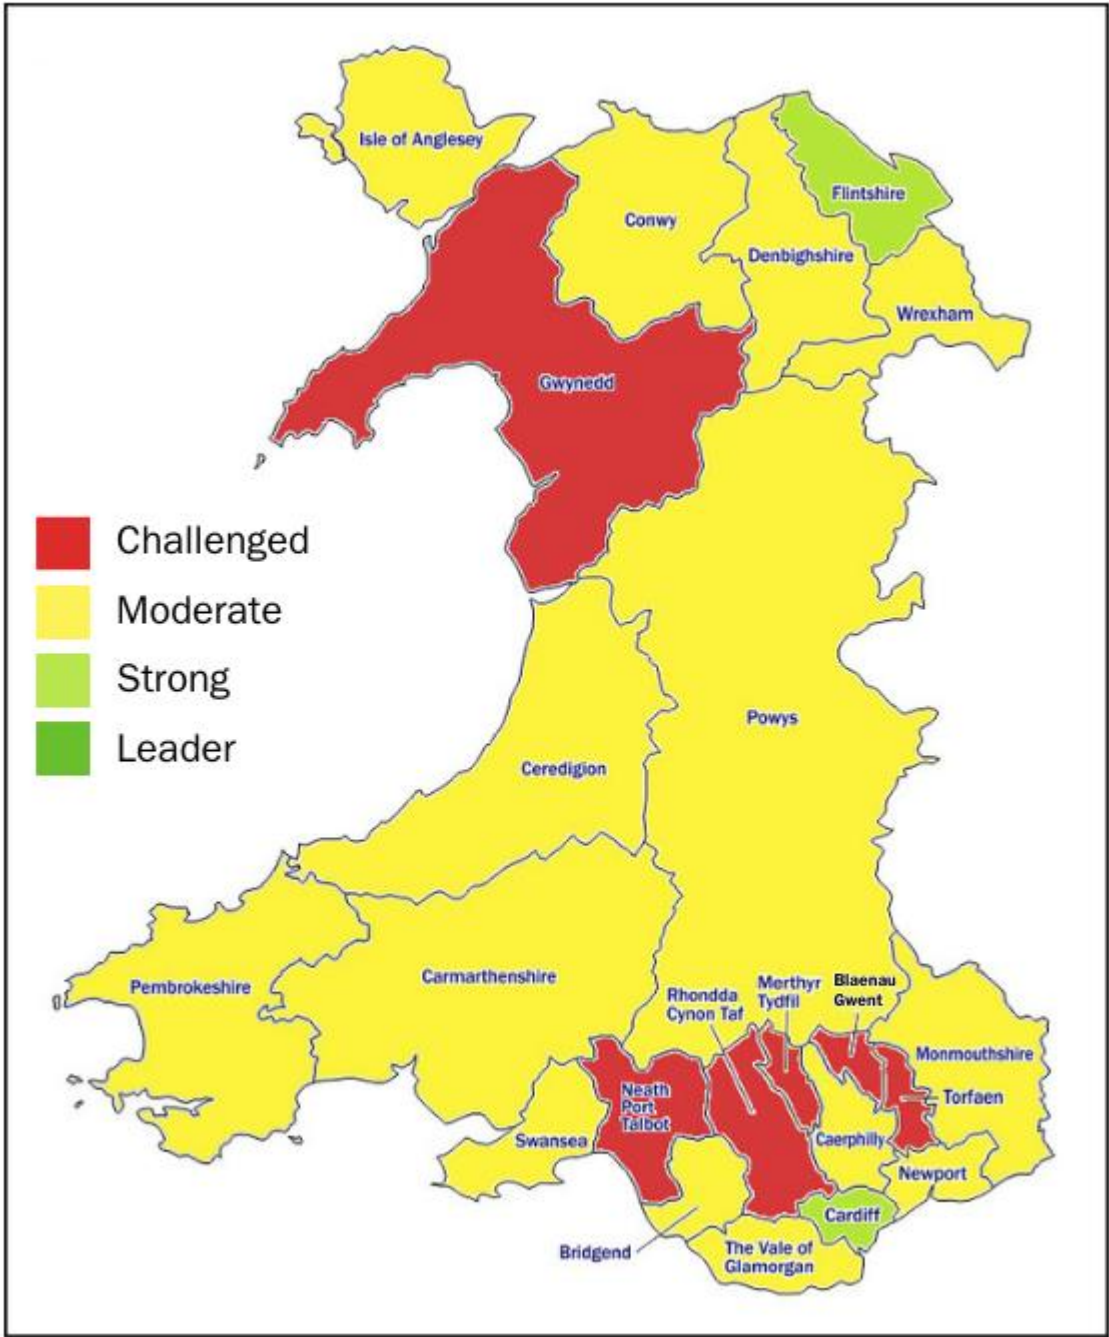 Isle of Anglesey
Flintshire
Conwy
Denbighshire
Wrexham
Gwynedd
Challenged
Moderate
Strong
Leader
Powys
Ceredigion
Pembrokeshire
Carmarthenshire
Rhondda
Cynon Taf
Merthyr
Tydfil
Blaenau
Gwent
Monmouthshire
Torfaen
Neath
Port
Talbot
Swansea
Caerphilly
Newport
Cardiff
Bridgend
The Vale of
Glamorgan